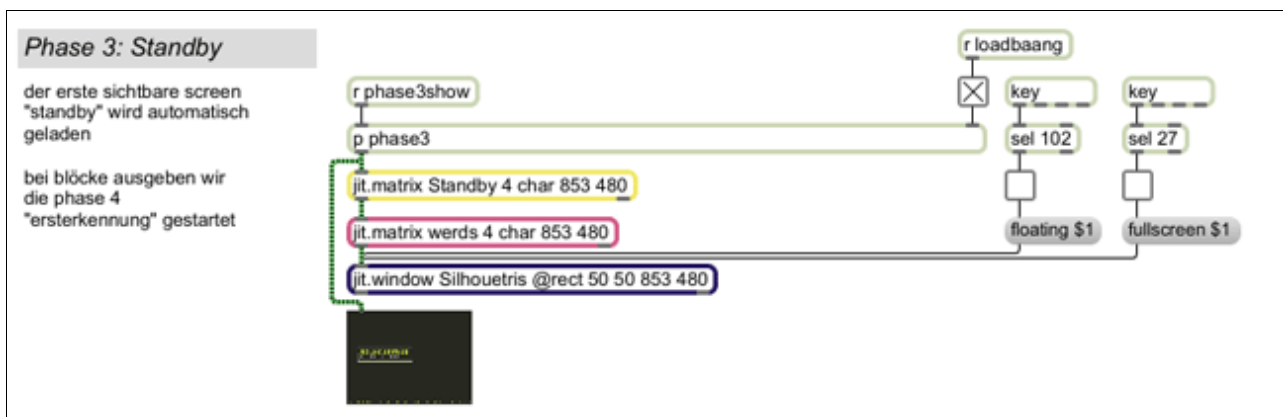 Phase 3: Standby
der erste sichtbare screen
"standby" wird automatisch
geladen
bei blöcke ausgeben wir
die phase 4
"ersterkennung" gestartet
r loadbaang
r phase3show
key
key
p phase3
sel 102
sel 27
jit.matrix Standby 4 char 853 480
jit.matrix werds 4 char 853 480
floating $1
fullscreen $1
jit.window Silhouetris @rect 50 50 853 480